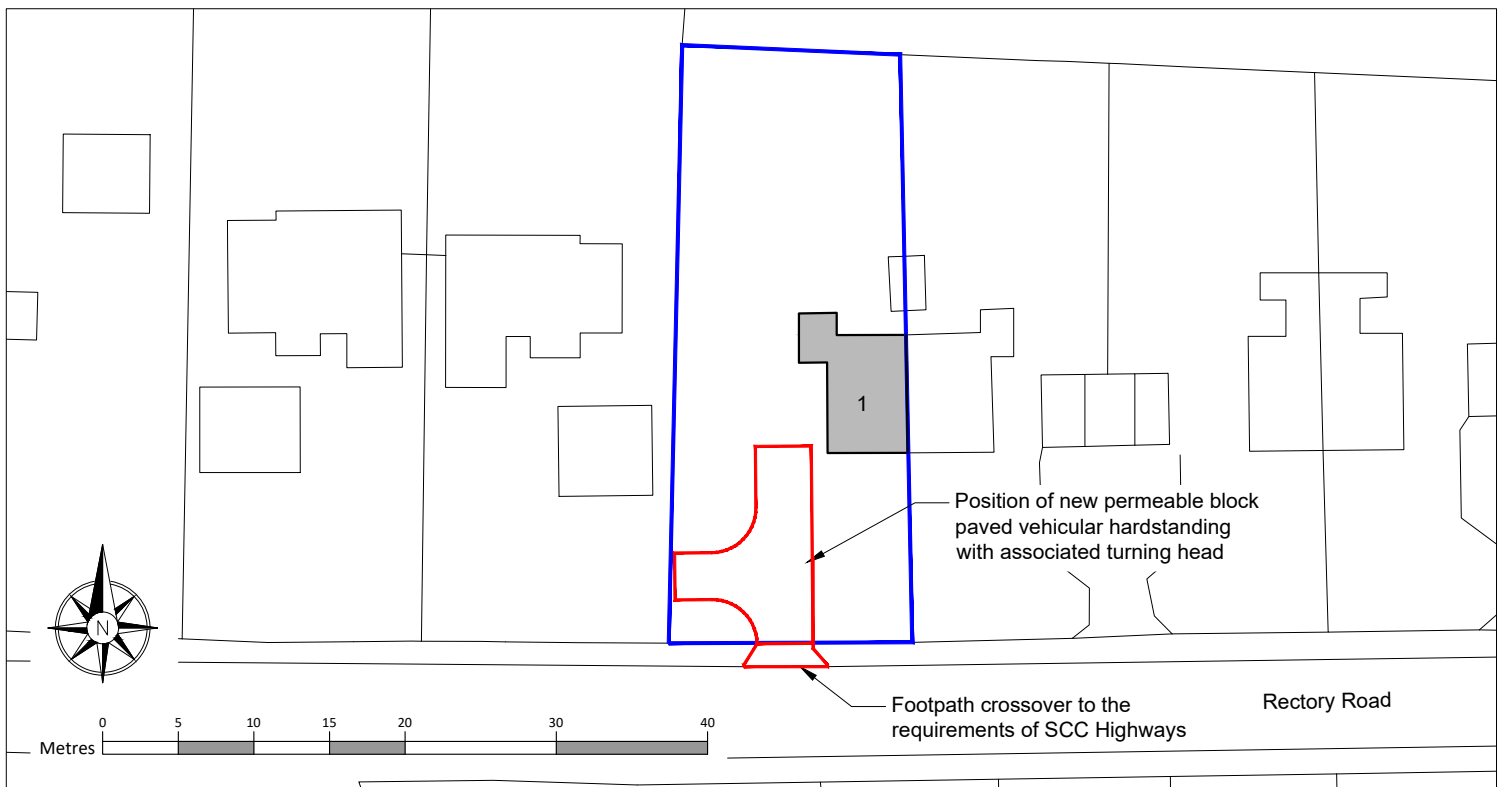 1
Position of new permeable block
paved vehicular hardstanding
with associated turning head
N
Footpath crossover to the
requirements of SCC Highways
Rectory Road
0 5 10 15 20 30 40
Metres